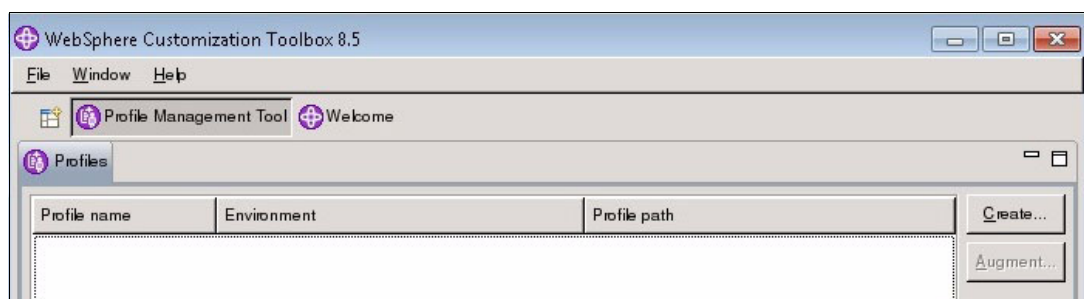 WebSphere Customization Toolbox 8.5
File Window Help
Profile Management Tool Welcome
Profiles
Profile name Environment Profile path Create...
Augment...